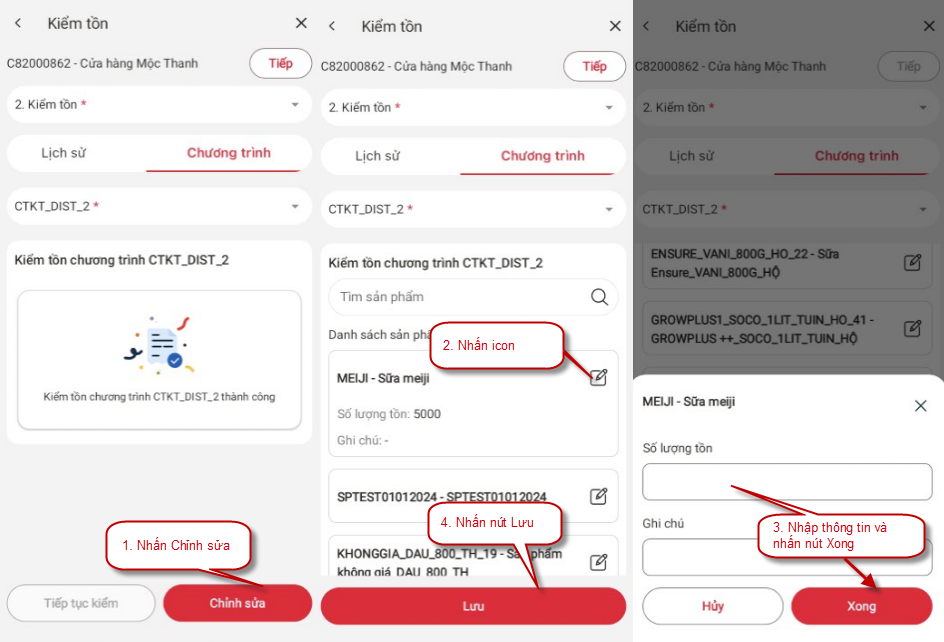 Kiểm tồn
C82000862 - Cửa hàng Mộc Thanh
Tiếp
2. Kiểm tồn *
Lịch sử
Chương trình
CTKT_DIST_2 *
Kiểm tồn chương trình CTKT_DIST_2
Kiểm tồn chương trình CTKT_DIST_2 thành công
1. Nhấn Chỉnh sửa
Tiếp tục kiểm
Chỉnh sửa
Kiểm tồn
C82000862 - Cửa hàng Mộc Thanh
Tiếp
2. Kiểm tồn *
Lịch sử
Chương trình
CTKT_DIST_2 *
Kiểm tồn chương trình CTKT_DIST_2
Tìm sản phẩm
Danh sách sản
2. Nhấn icon
MEIJI - Sữa meiji
Số lượng tồn: 5000
Ghi chú: -
SPTEST01012024 - SPTEST01012024
4. Nhấn nút Lưu
KHONGGIA_DAU_800_TH_19 - Sản phẩm
không giá_DAU_800_TH
Lưu
Kiểm tồn
C82000862 - Cửa hàng Mộc Thanh
Tiếp
2. Kiểm tồn *
Lịch sử
Chương trình
CTKT_DIST_2 *
ENSURE_VANI_800G_HO_22 - Sữa
Ensure_VANI_800G_HỘ
GROWPLUS1_SOCO_1LIT_TUIN_HO_41 -
GROWPLUS ++_SOCO_1LIT_TUIN_HỘ
MEIJI - Sữa meiji
Số lượng tồn
Ghi chú
3. Nhập thông tin và
nhấn nút Xong
Hủy
Xong